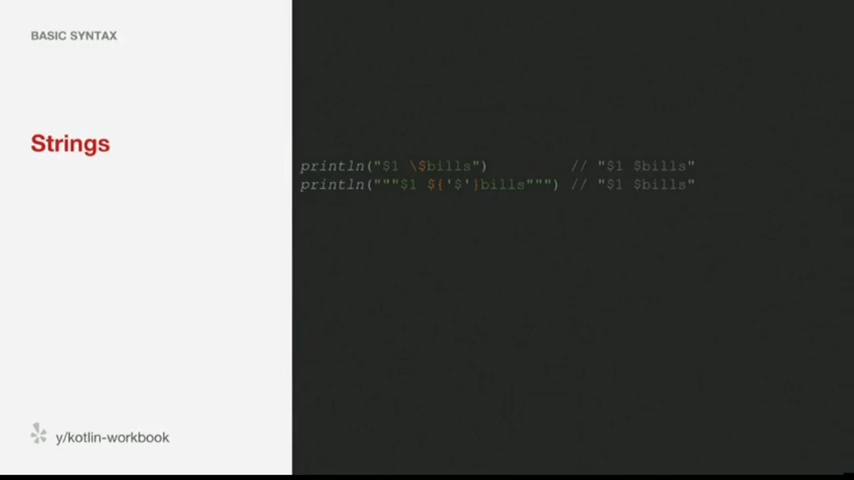 BASIC SYNTAX
Strings
println("$1 \$bills") // "$1 $bills"
println("""$1 ${'$'}bills""") // "$1 $bills"
y/kotlin-workbook